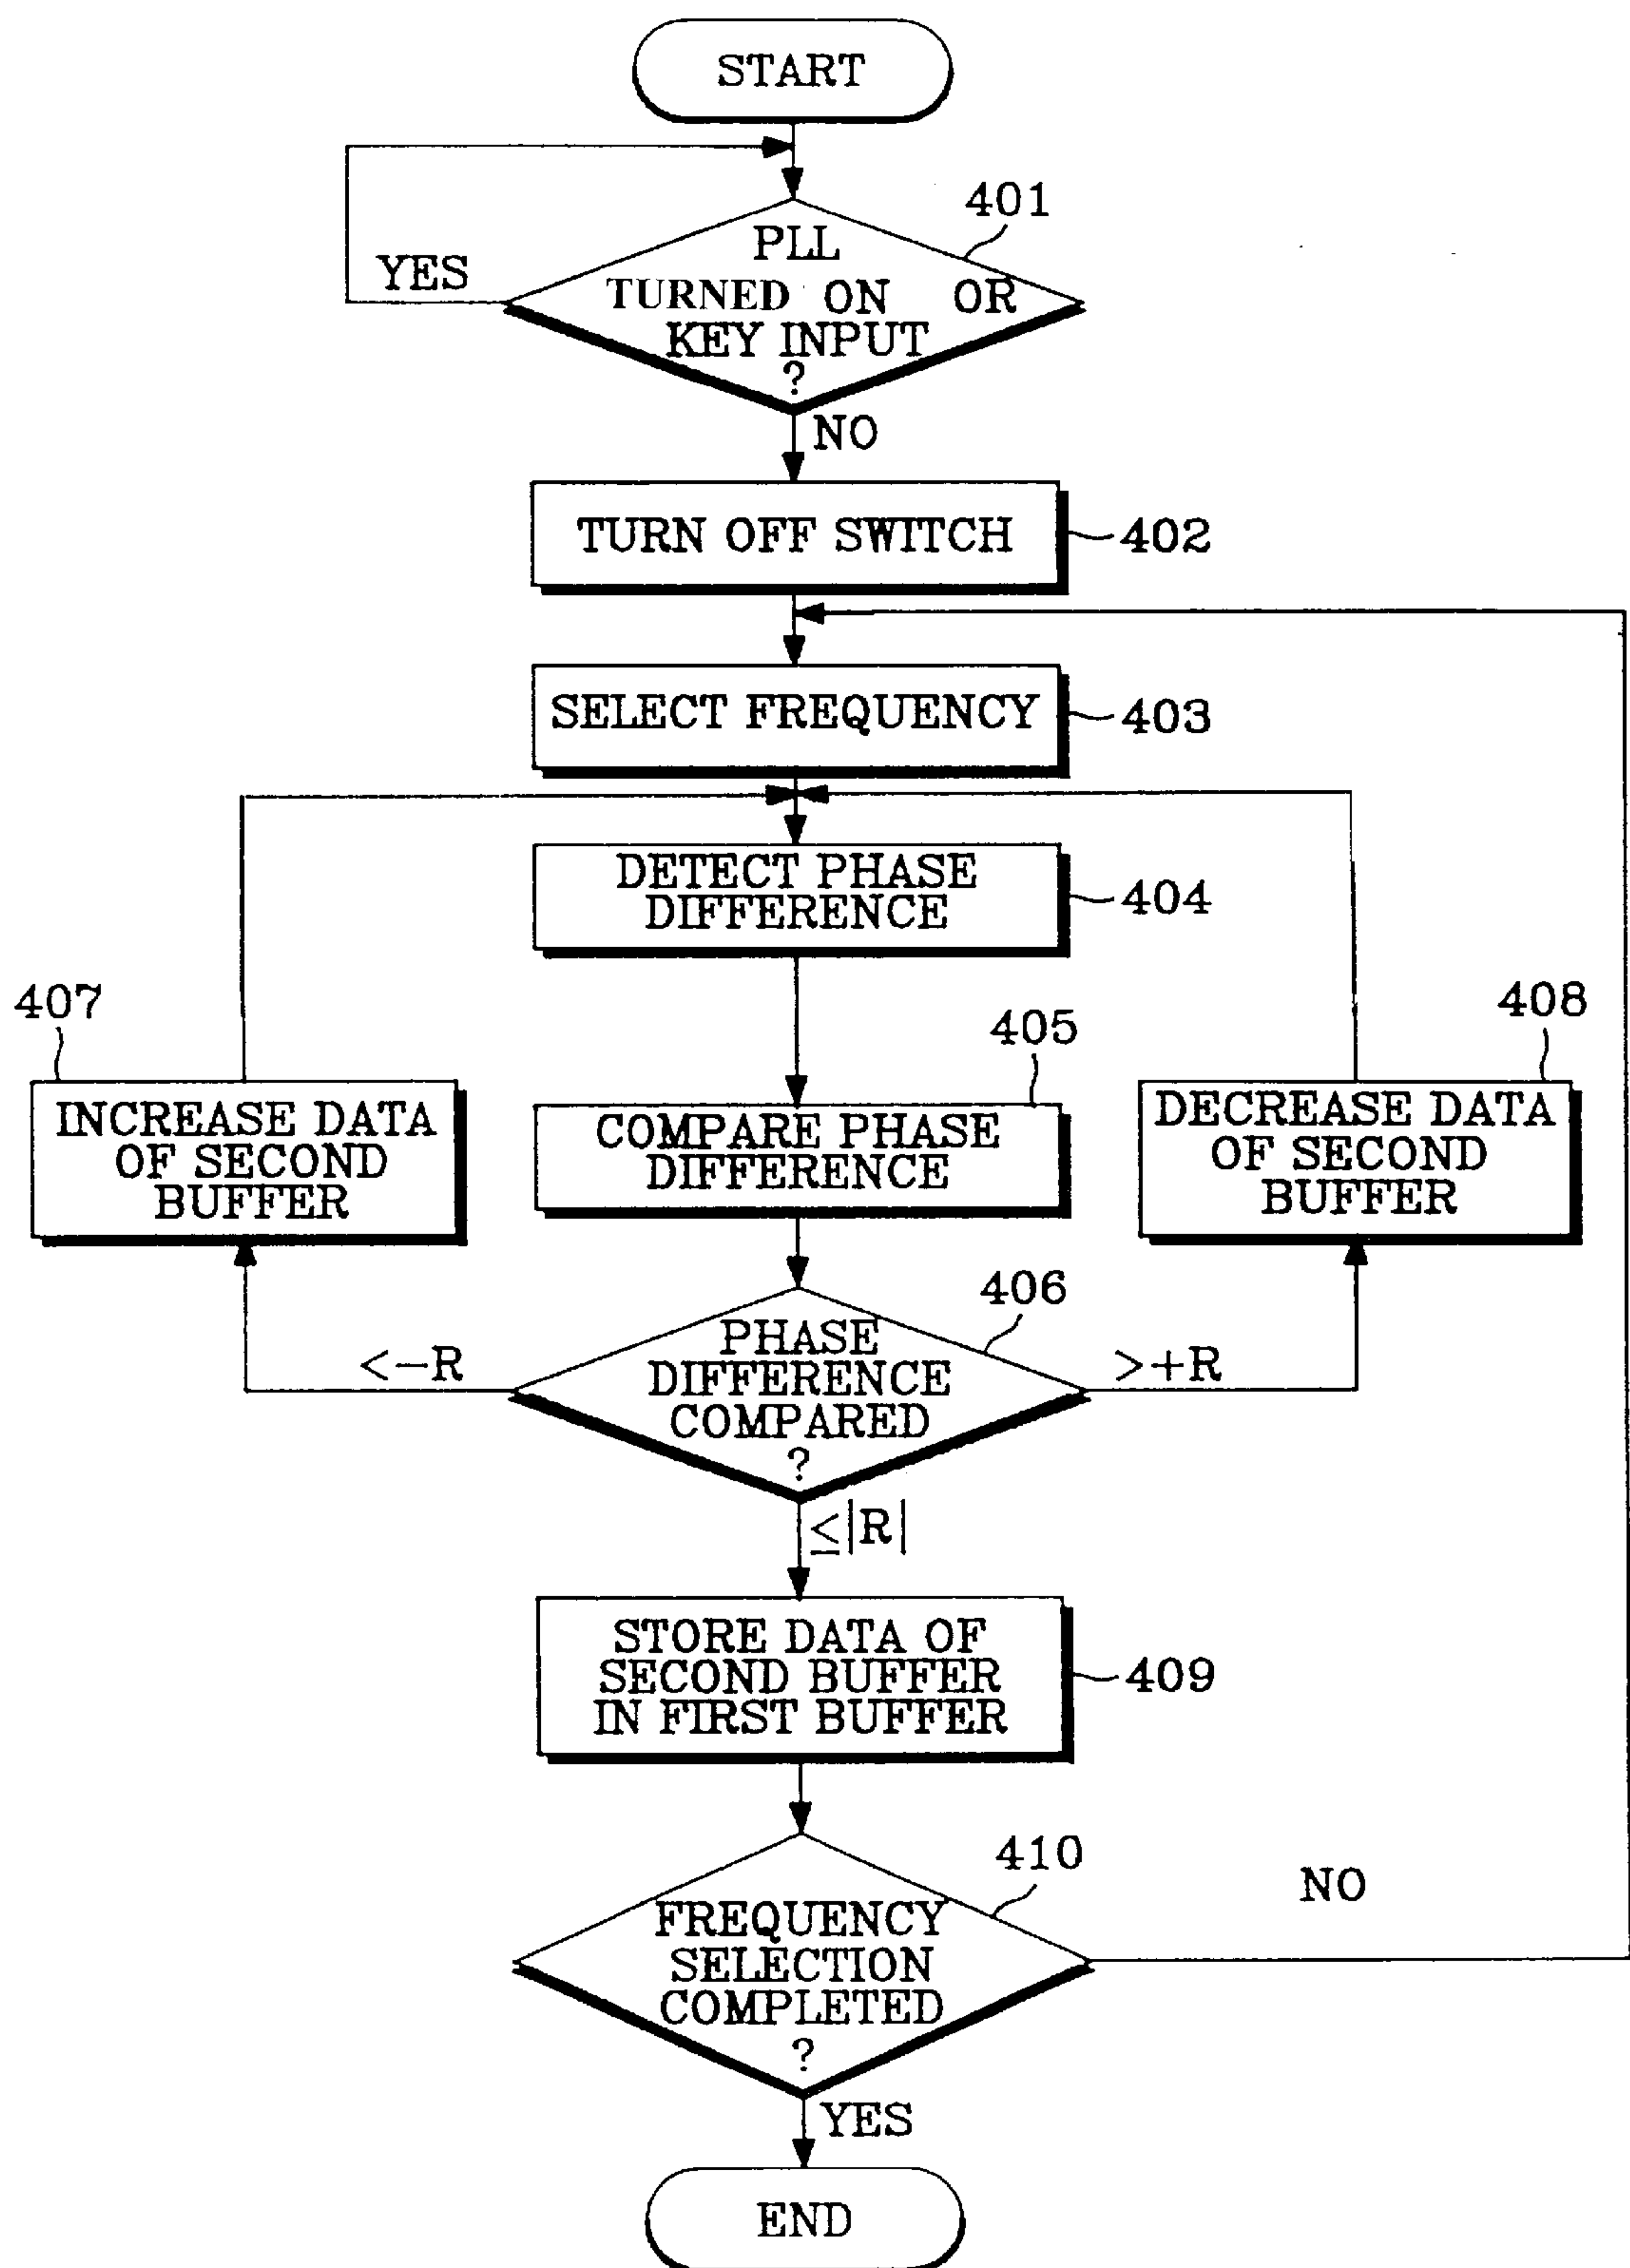 START
401
PLL
TURNED ON OR
KEY INPUT
?
YES
NO
TURN OFF SWITCH
402
SELECT FREQUENCY
403
DETECT PHASE
DIFFERENCE
404
407
INCREASE DATA
OF SECOND
BUFFER
405
COMPARE PHASE
DIFFERENCE
408
DECREASE DATA
OF SECOND
BUFFER
406
PHASE
DIFFERENCE
COMPARED
?
<-R
>+R
≤|R|
STORE DATA OF
SECOND BUFFER
IN FIRST BUFFER
409
410
FREQUENCY
SELECTION
COMPLETED
?
NO
YES
END